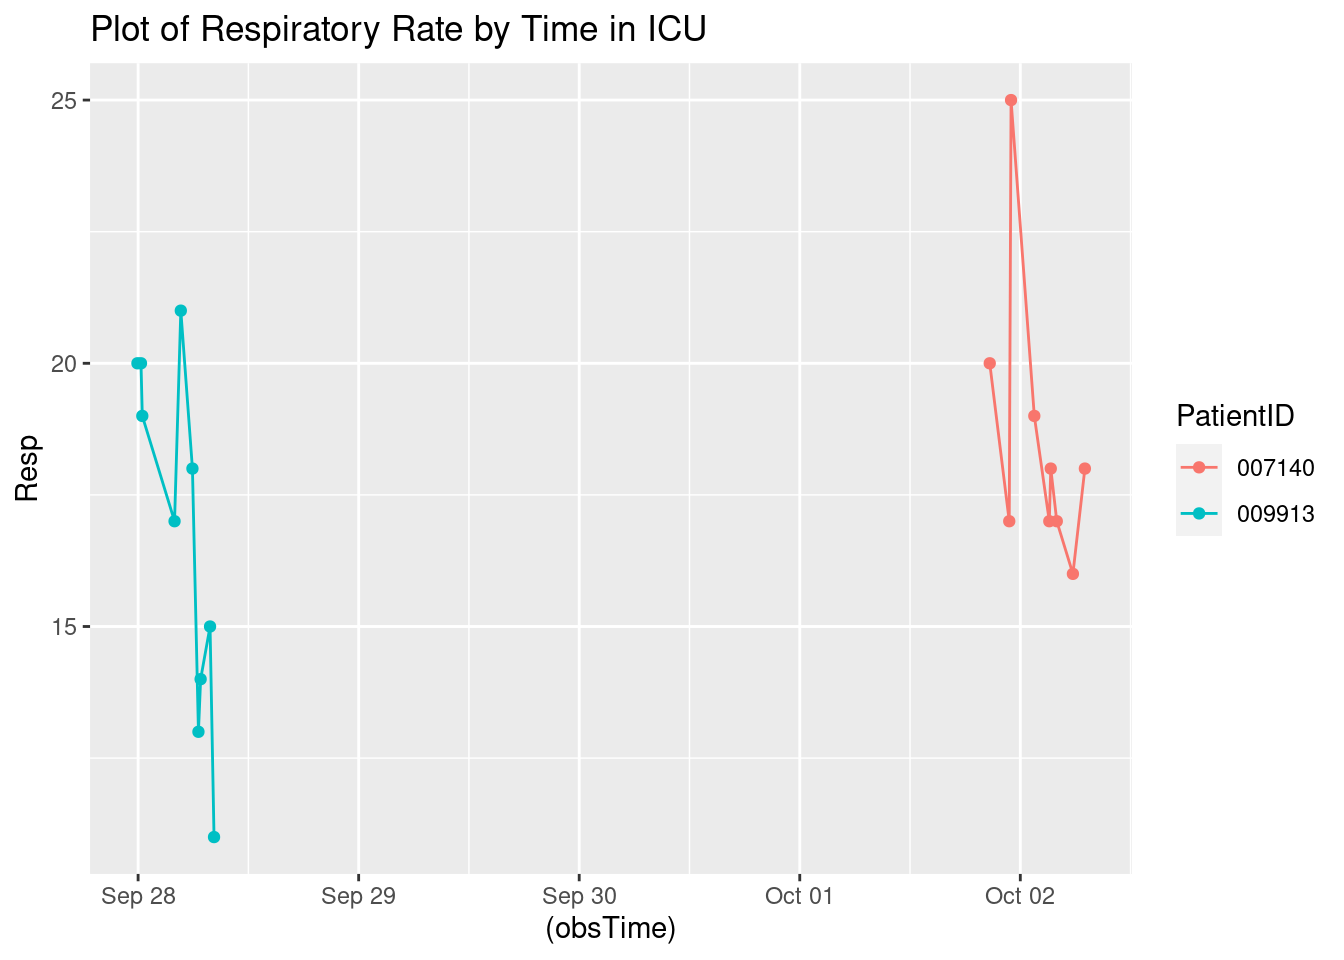 Plot of Respiratory Rate by Time in ICU
25
20
15
Resp
Sep 28
Sep 29
Sep 30
Oct 01
Oct 02
(obsTime)
PatientID
007140
009913